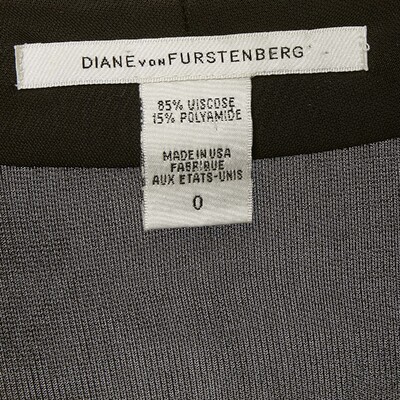 DIANE VON FURSTENBERG
85% VISCOSE
15% POLYAMIDE
MADE IN USA
FABRIQUE
AUX ETATS-UNIS
0